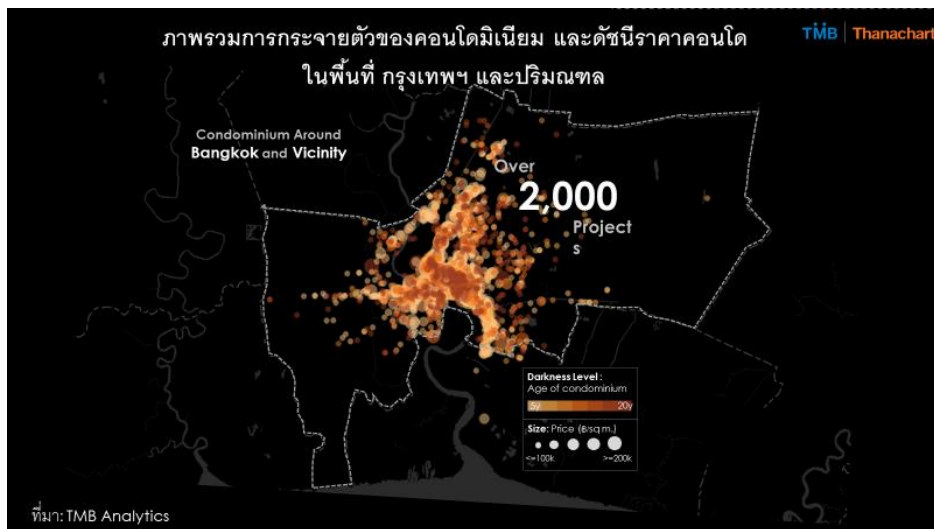 ภาพรวมการกระจายตัวของคอนโดมิเนียม และดัชนีราคาคอนโด
ในพื้นที่ กรุงเทพฯ และปริมณฑล
TMB | Thanachart
Condominium Around
Bangkok and Vicinity
Over
2,000
Project
s
Darkness Level :
Age of condominium
5y 20y
Size: Price (฿/sq.m.)
<=100k >=200k
ที่มา: TMB Analytics